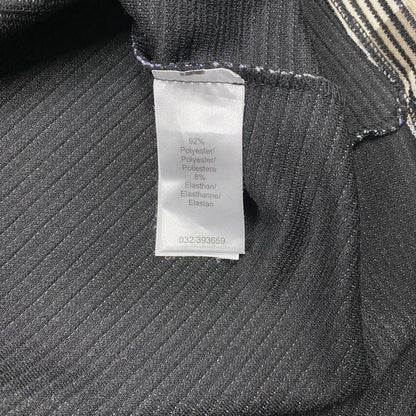 92%
Polyester/
Polyester/
Poliestere
8%
Elasthan/
Elasthanne/
Elastan
032 393659